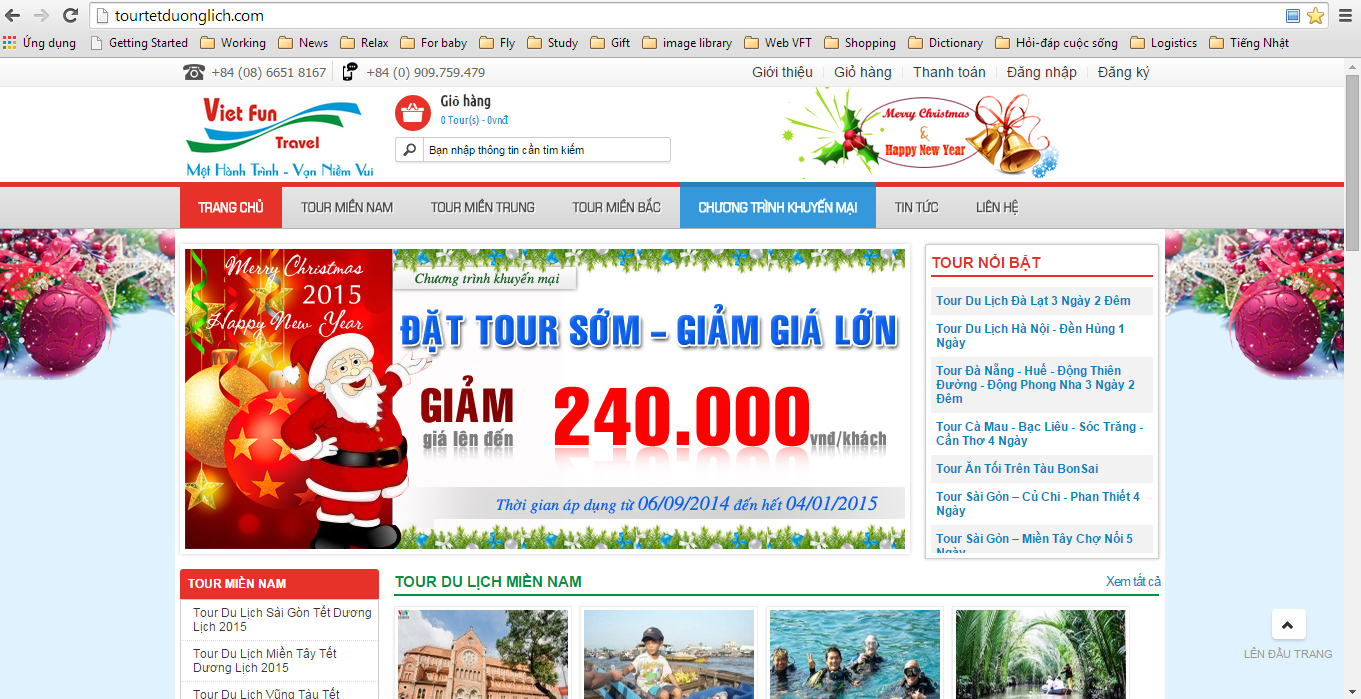 tourtetduonglich.com
Ứng dụng Getting Started Working News Relax For baby Fly Study Gift image library Web VFT Shopping Dictionary Hỏi-đáp cuộc sống Logistics Tiếng Nhật
+84 (08) 6651 8167 +84 (0) 909.759.479 Giới thiệu Giỏ hàng Thanh toán Đăng nhập Đăng ký
Viet Fun
Travel
Một Hành Trình - Vạn Niềm Vui
Giỏ hàng
0 Tour(s) - 0vnđ
Bạn nhập thông tin cần tìm kiếm
Merry Christmas
&
Happy New Year
TRANG CHỦ TOUR MIỀN NAM TOUR MIỀN TRUNG TOUR MIỀN BẮC CHƯƠNG TRÌNH KHUYẾN MẠI TIN TỨC LIÊN HỆ
Merry Christmas
2015
Happy New Year
Chương trình khuyến mại
ĐẶT TOUR SỚM – GIẢM GIÁ LỚN
GIẢM
giá lên đến
240.000
vnđ/khách
Thời gian áp dụng từ 06/09/2014 đến hết 04/01/2015
TOUR NỔI BẬT
Tour Du Lịch Đà Lạt 3 Ngày 2 Đêm
Tour Du Lịch Hà Nội - Đền Hùng 1
Ngày
Tour Đà Nẵng - Huế - Động Thiên
Đường - Động Phong Nha 3 Ngày 2
Đêm
Tour Cà Mau - Bạc Liêu - Sóc Trăng -
Cần Thơ 4 Ngày
Tour Ăn Tối Trên Tàu BonSai
Tour Sài Gòn – Củ Chi - Phan Thiết 4
Ngày
Tour Sài Gòn – Miền Tây Chợ Nổi 5
Ngày
TOUR MIỀN NAM
Tour Du Lịch Sài Gòn Tết Dương
Lịch 2015
Tour Du Lịch Miền Tây Tết
Dương Lịch 2015
Tour Du Lịch Vũng Tàu Tết
TOUR DU LỊCH MIỀN NAM
Xem tất cả
LÊN ĐẦU TRANG